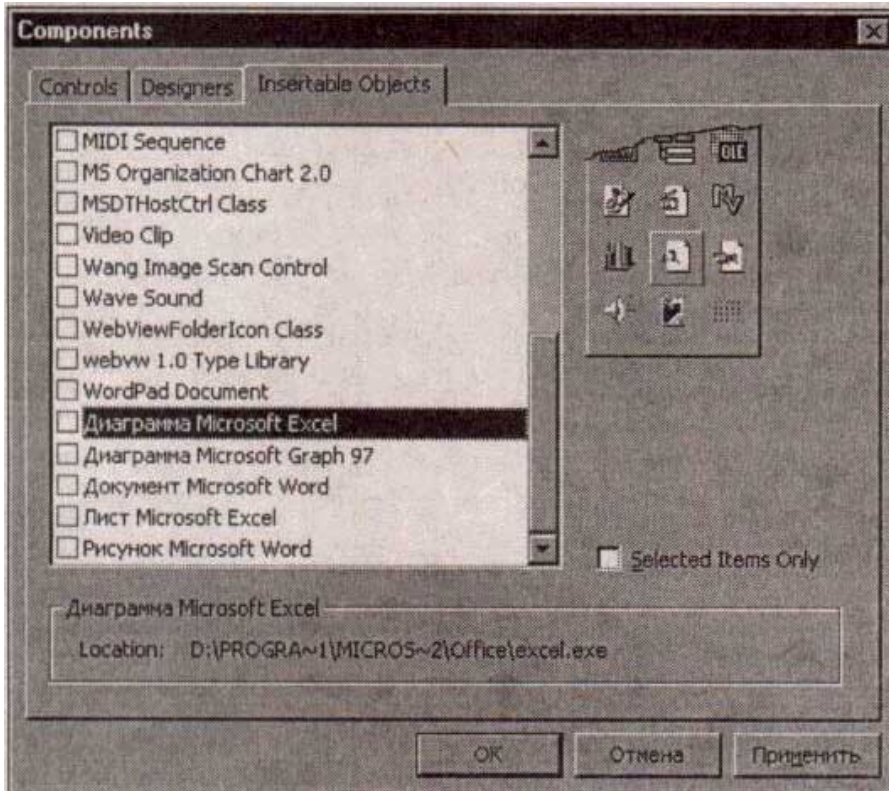 Components
Controls Designers Insertable Objects
MIDI Sequence
MS Organization Chart 2.0
MSDTHostCtrl Class
Video Clip
Wang Image Scan Control
Wave Sound
WebViewFolderIcon Class
webvw 1.0 Type Library
WordPad Document
Диаграмма Microsoft Excel
Диаграмма Microsoft Graph 97
Документ Microsoft Word
Лист Microsoft Excel
Рисунок Microsoft Word
OLE
Selected Items Only
Диаграмма Microsoft Excel
Location: D:\PROGRA~1\MICROS~2\Office\excel.exe
OK Отмена Применить